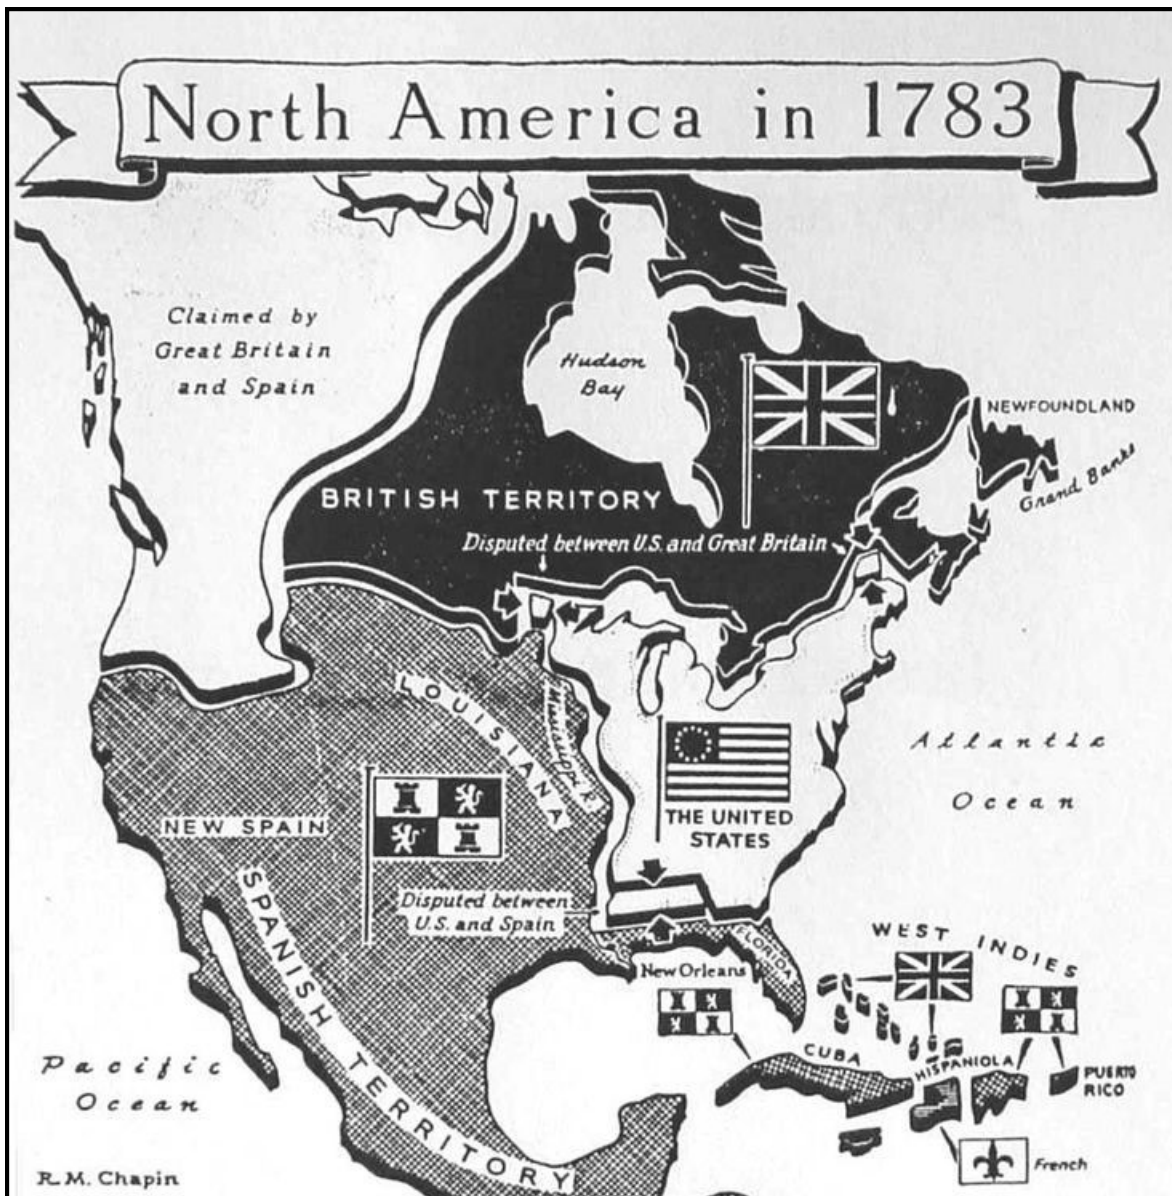 North America in 1783
Claimed by
Great Britain
and Spain
Hudson
Bay
NEWFOUNDLAND
Grand Banks
BRITISH TERRITORY
Disputed between U.S. and Great Britain
LOUISIANA
Mississippi R.
Atlantic
Ocean
THE UNITED
STATES
NEW SPAIN
SPANISH TERRITORY
Disputed between
U.S. and Spain
New Orleans
FLORIDA
WEST INDIES
CUBA
HISPANIOLA
PUERTO
RICO
French
Pacific
Ocean
R.M. Chapin